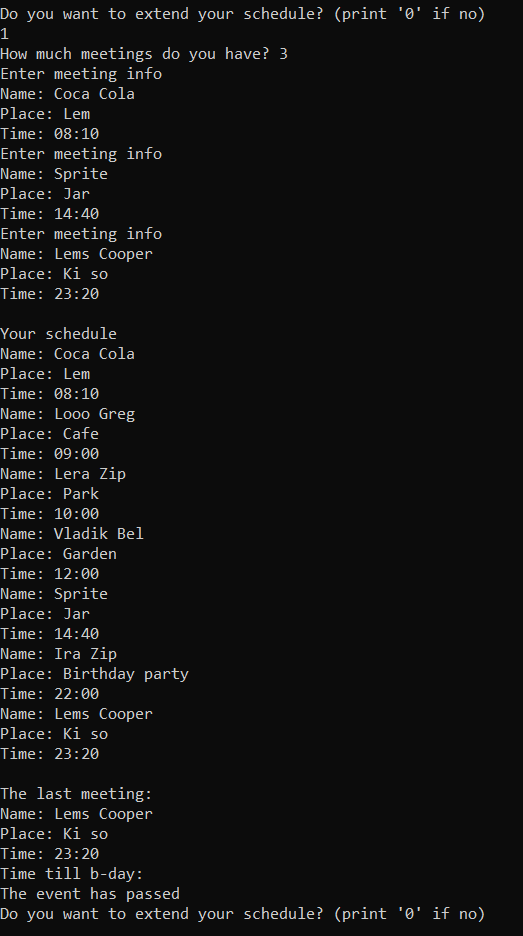 Do you want to extend your schedule? (print '0' if no)
1
How much meetings do you have? 3
Enter meeting info
Name: Coca Cola
Place: Lem
Time: 08:10
Enter meeting info
Name: Sprite
Place: Jar
Time: 14:40
Enter meeting info
Name: Lems Cooper
Place: Ki so
Time: 23:20
Your schedule
Name: Coca Cola
Place: Lem
Time: 08:10
Name: Looo Greg
Place: Cafe
Time: 09:00
Name: Lera Zip
Place: Park
Time: 10:00
Name: Vladik Bel
Place: Garden
Time: 12:00
Name: Sprite
Place: Jar
Time: 14:40
Name: Ira Zip
Place: Birthday party
Time: 22:00
Name: Lems Cooper
Place: Ki so
Time: 23:20
The last meeting:
Name: Lems Cooper
Place: Ki so
Time: 23:20
Time till b-day:
The event has passed
Do you want to extend your schedule? (print '0' if no)